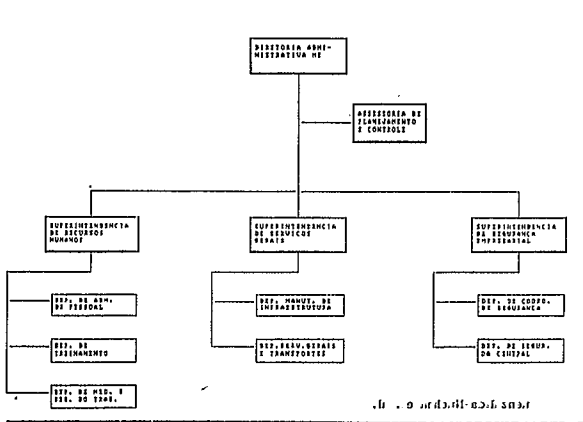 DIRETORIA ADMI-
NISTRATIVA ME
ASSESSORIA DE
PLANEJAMENTO
E CONTROLE
SUPERINTENDENCIA
DE RECURSOS
HUMANOS
SUPERINTENDENCIA
DE SERVICOS
GERAIS
SUPERINTENDENCIA
DE SEGURANCA
EMPRESARIAL
DEP. DE ADM.
DE PESSOAL
DEP. MANUT. DE
INFRAESTRUTURA
DEP. DE COORD.
DE SEGURANCA
DEP. DE
TREINAMENTO
DEP.SERV.GERAIS
E TRANSPORTES
DEP. DE SEGUR.
DA CENTRAL
DEP. DE MED. E
SEG. DO TRAB.